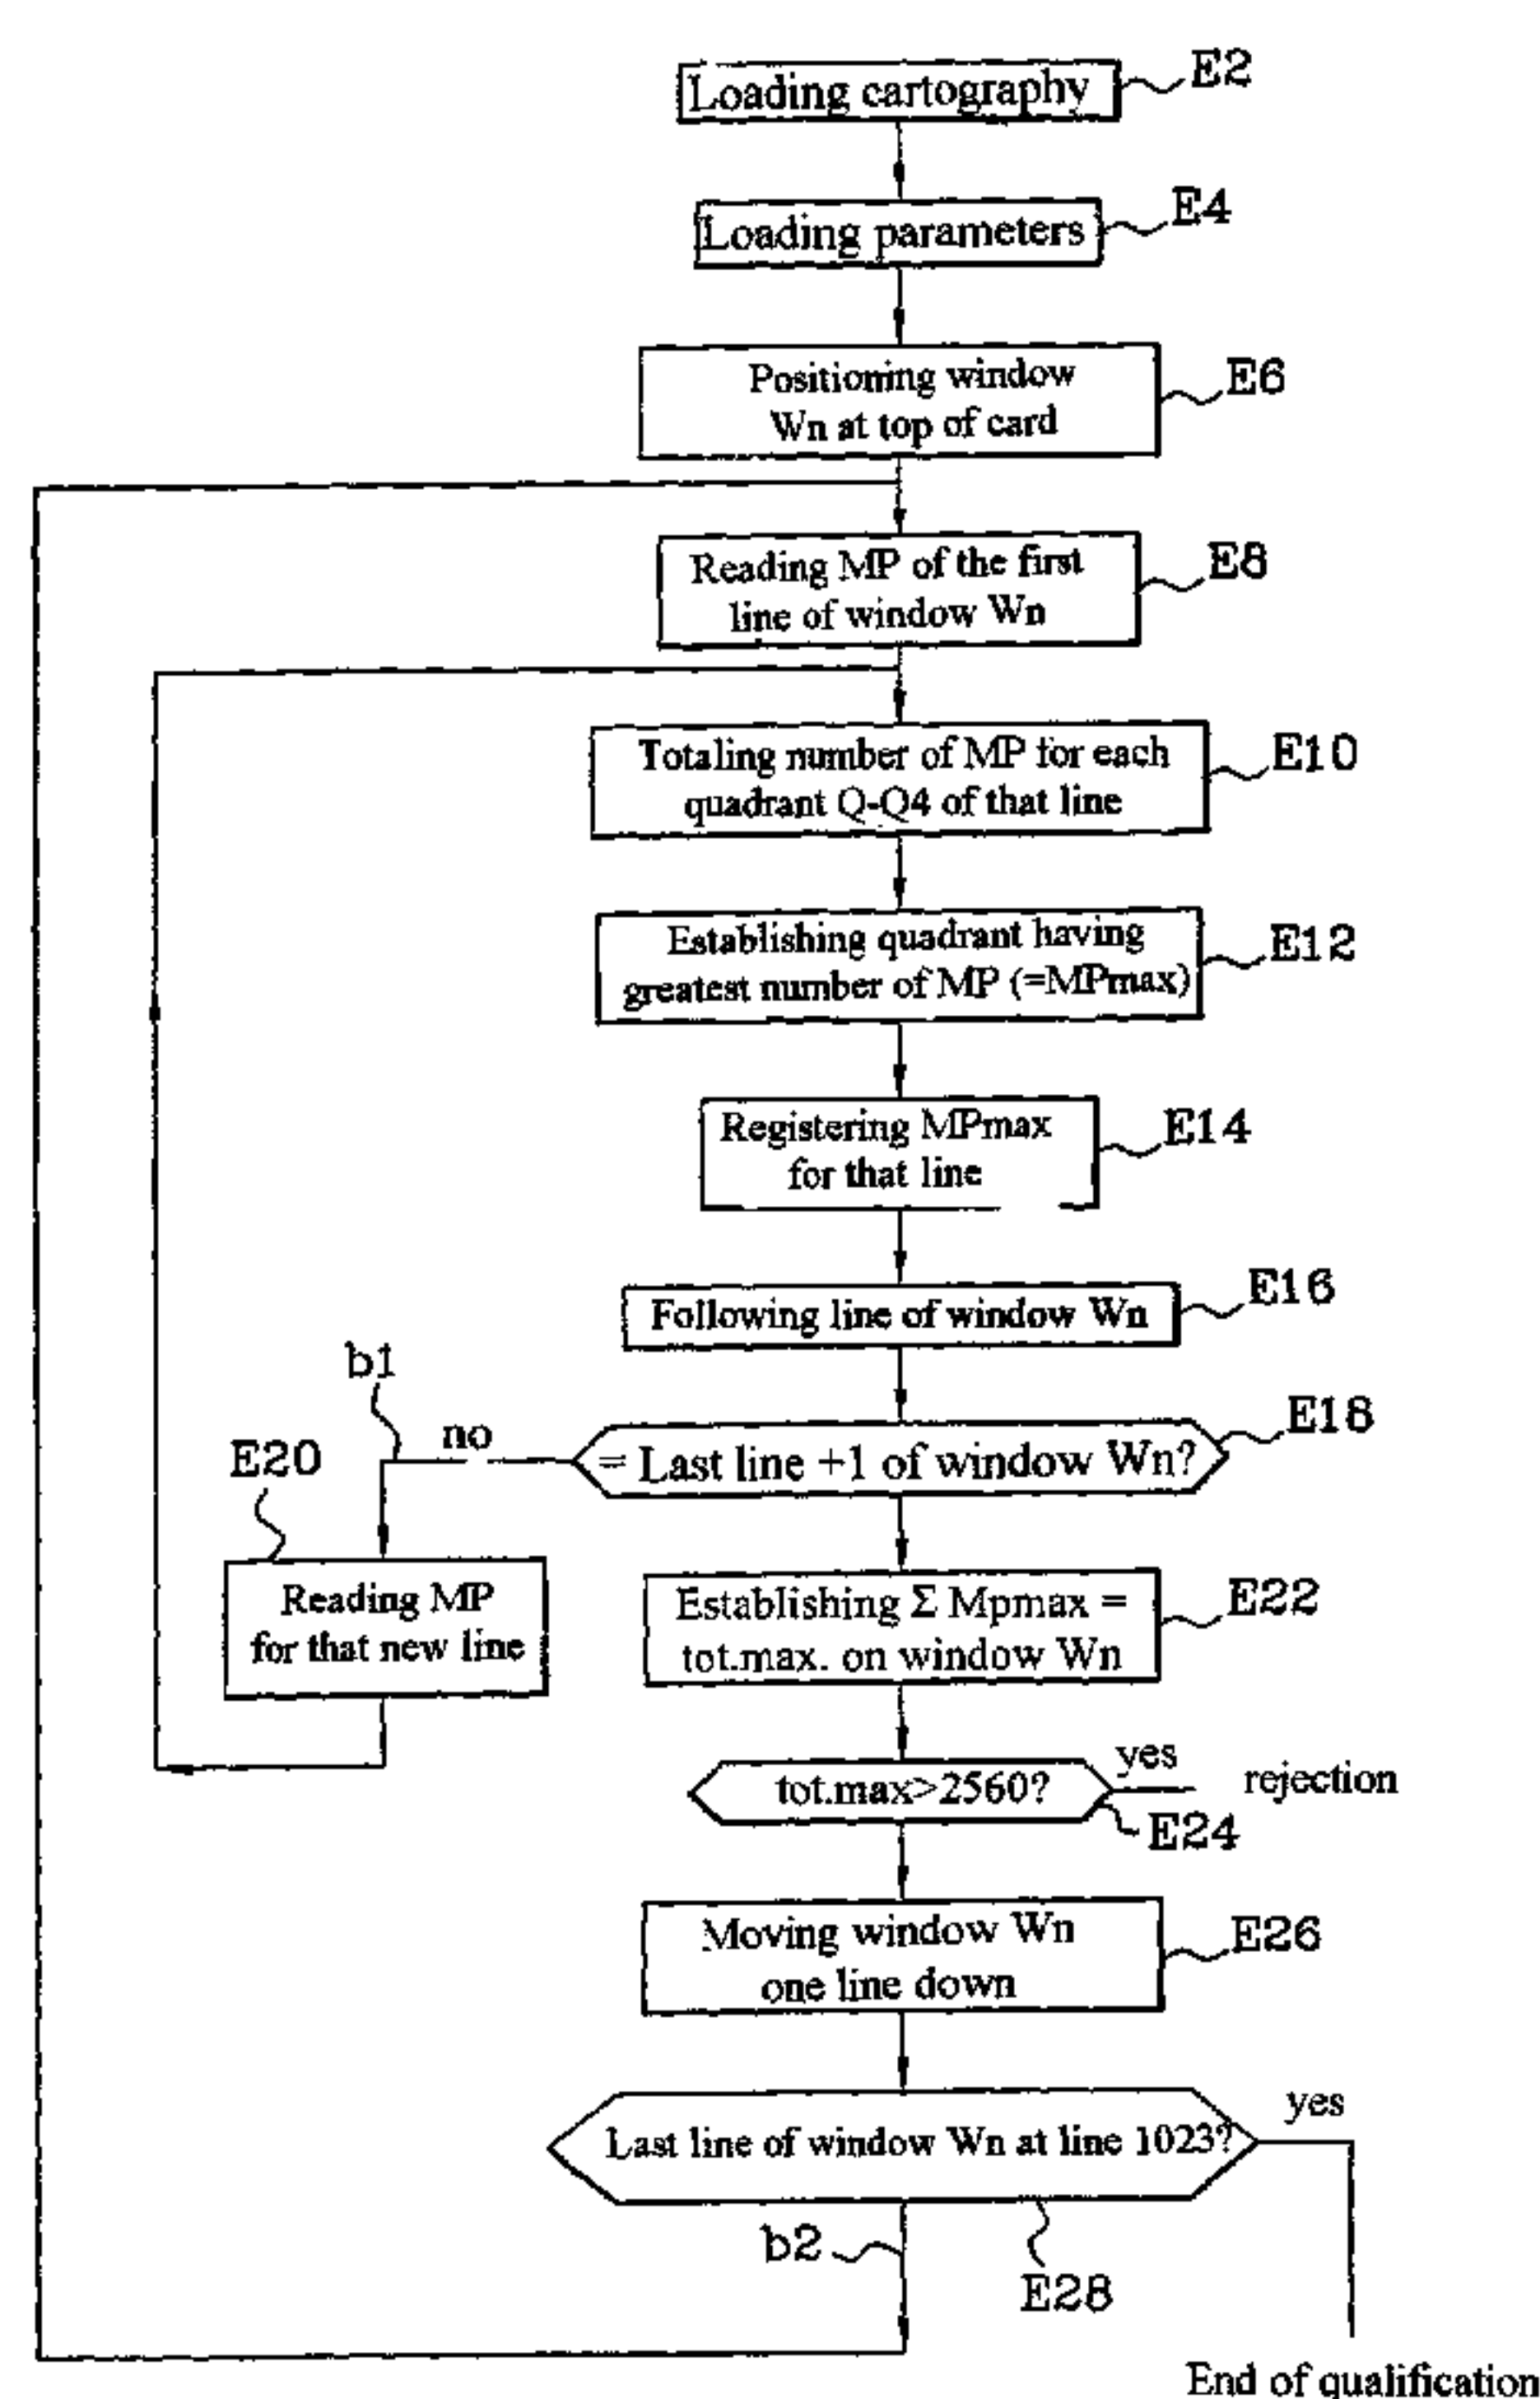 Loading cartography
E2
Loading parameters
E4
Positioning window
Wn at top of card
E6
Reading MP of the first
line of window Wn
E8
Totaling number of MP for each
quadrant Q-Q4 of that line
E10
Establishing quadrant having
greatest number of MP (=MPmax)
E12
Registering MPmax
for that line
E14
Following line of window Wn
E16
b1
no
= Last line +1 of window Wn?
E18
E20
Reading MP
for that new line
Establishing Σ Mpmax =
tot.max. on window Wn
E22
tot.max>2560?
yes
rejection
E24
Moving window Wn
one line down
E26
Last line of window Wn at line 1023?
yes
b2
E28
End of qualification